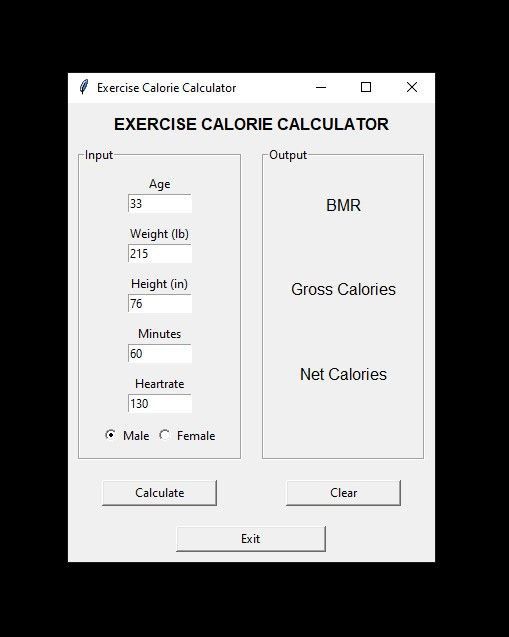 Exercise Calorie Calculator
EXERCISE CALORIE CALCULATOR
Input
Age
33
Weight (lb)
215
Height (in)
76
Minutes
60
Heartrate
130
Male Female
Output
BMR
Gross Calories
Net Calories
Calculate
Clear
Exit